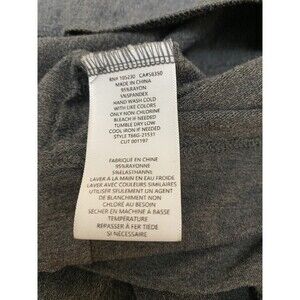 RN# 105230 CA#59350
MADE IN CHINA
95%RAYON
5%SPANDEX
HAND WASH COLD
WITH LIKE COLORS
ONLY NON-CHLORINE
BLEACH IF NEEDED
TUMBLE DRY LOW
COOL IRON IF NEEDED
STYLE T66G-21531
CUT 001197
FABRIQUÉ EN CHINE
95%RAYONNE
5%ELASTHANNE
LAVER À LA MAIN EN EAU FROIDE
LAVER AVEC COULEURS SIMILAIRES
UTILISER SEULEMENT UN AGENT
DE BLANCHIMENT NON
CHLORÉ AU BESOIN
SÉCHER EN MACHINE À BASSE
TEMPÉRATURE
REPASSER À FER TIÈDE
SI NÉCESSAIRE